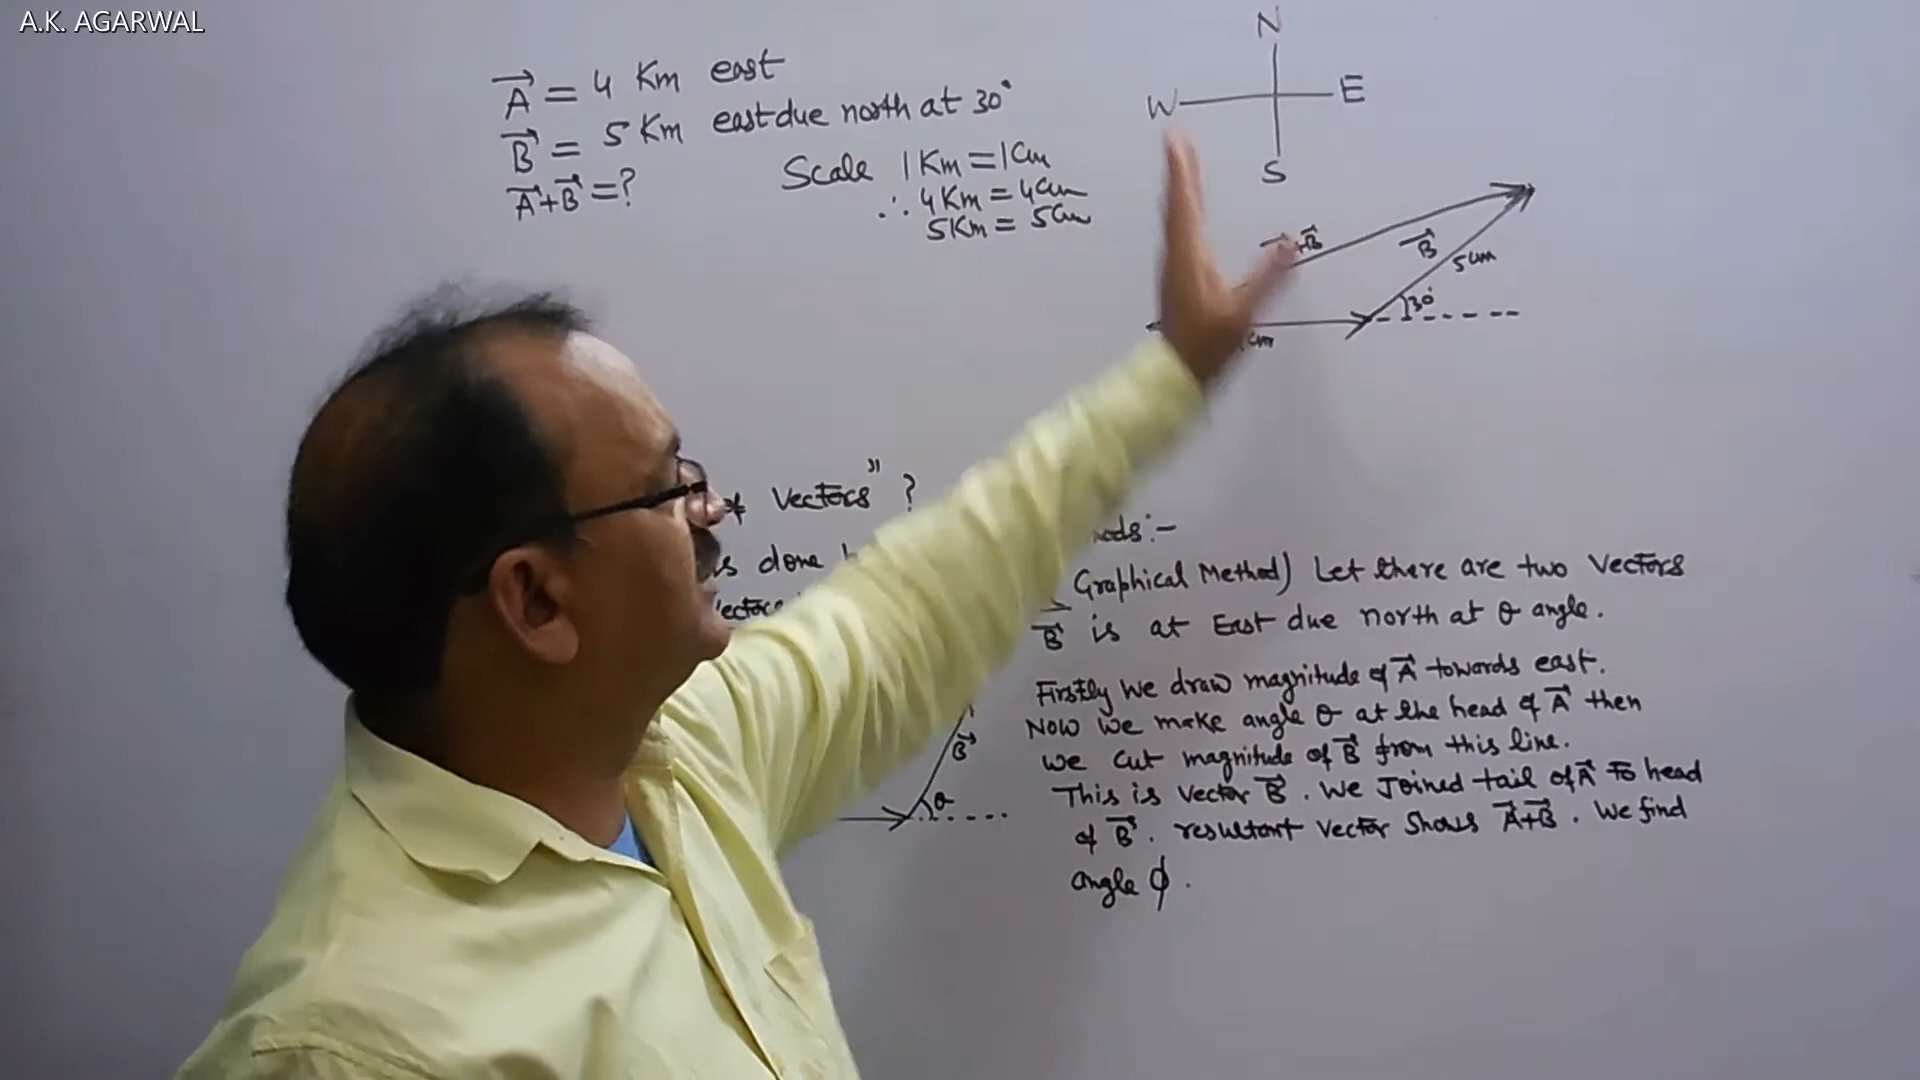 A.K. AGARWAL
A⃗ = 4 Km east
B⃗ = 5 Km east due north at 30°
A⃗+B⃗ = ?
Scale 1 Km = 1 Cm
∴ 4 Km = 4 Cm
5 Km = 5 Cm
N
W E
S
B⃗
B⃗
5 cm
30°
cm
of Vectors" ?
is done
Vectors
B⃗
θ
Graphical Method) Let there are two Vectors
B⃗ is at East due north at θ angle.
Firstly we draw magnitude of A⃗ towards east.
Now we make angle θ at the head of A⃗ then
we cut magnitude of B⃗ from this line.
This is vector B⃗. We Joined tail of A⃗ to head
of B⃗. resultant vector Shows A⃗+B⃗. We find
angle ϕ.